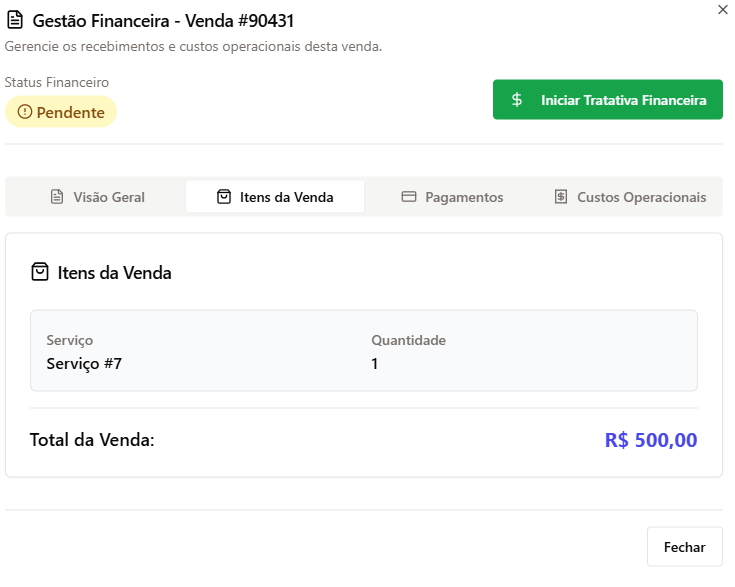 Gestão Financeira - Venda #90431
Gerencie os recebimentos e custos operacionais desta venda.
Status Financeiro
Pendente
Iniciar Tratativa Financeira
Visão Geral
Itens da Venda
Pagamentos
Custos Operacionais
Itens da Venda
Serviço
Quantidade
Serviço #7
1
Total da Venda:
R$ 500,00
Fechar